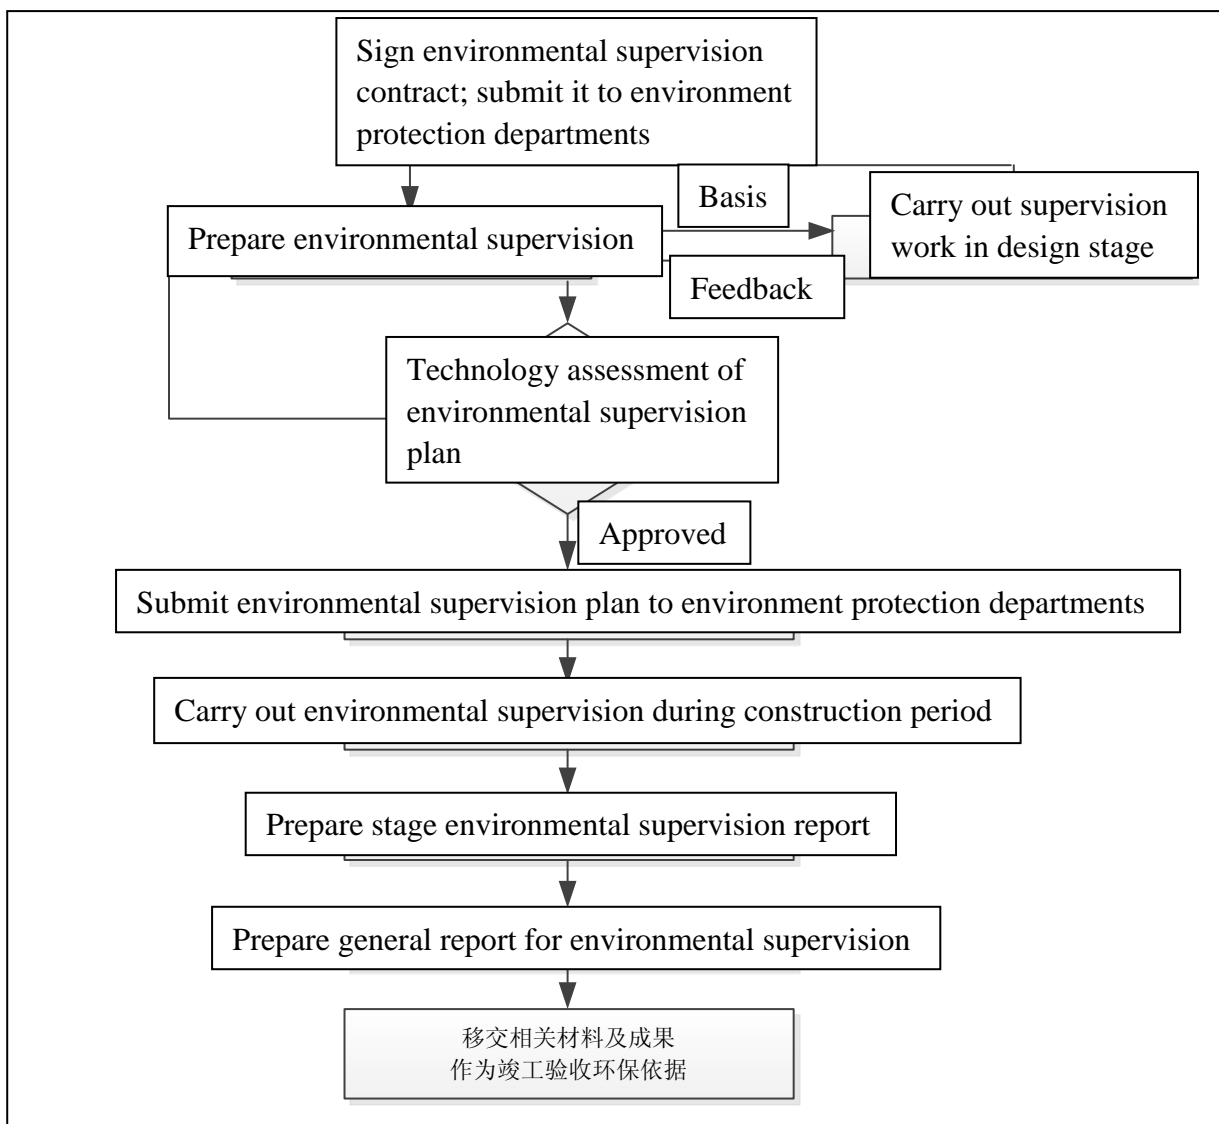 Sign environmental supervision
contract; submit it to environment
protection departments
Basis
Carry out supervision
work in design stage
Prepare environmental supervision
Feedback
Technology assessment of
environmental supervision
plan
Approved
Submit environmental supervision plan to environment protection departments
Carry out environmental supervision during construction period
Prepare stage environmental supervision report
Prepare general report for environmental supervision
移交相关材料及成果
作为竣工验收环保依据